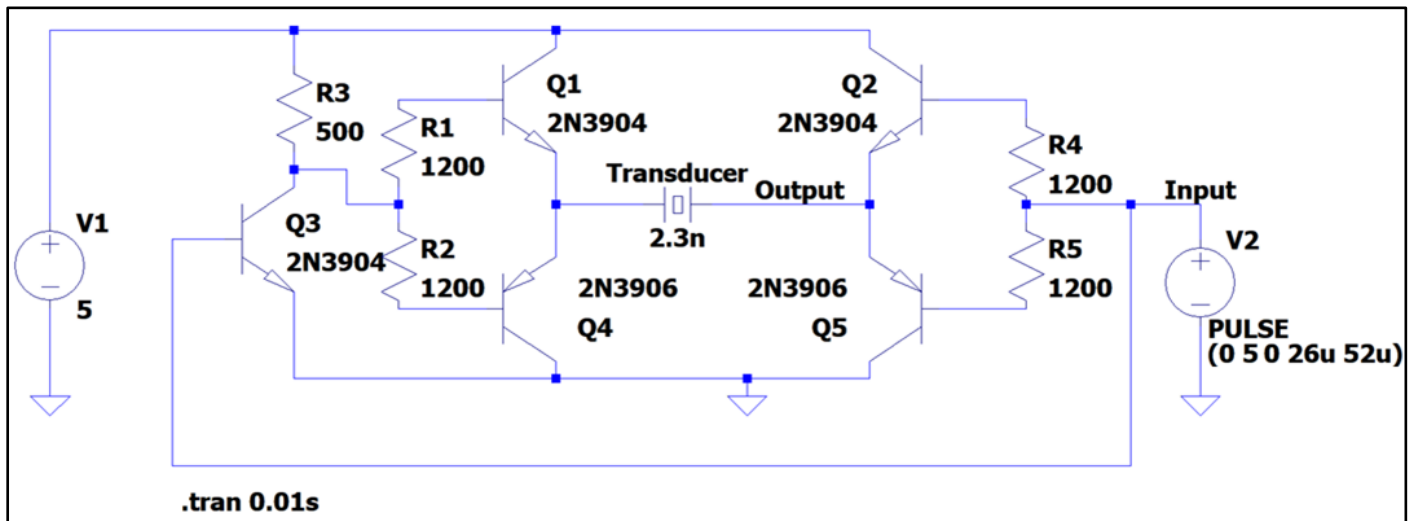 R3
500
R1
1200
Q1
2N3904
Q2
2N3904
R4
1200
Transducer
Output
Input
2.3n
V1
5
Q3
2N3904
R2
1200
2N3906
Q4
2N3906
Q5
R5
1200
V2
PULSE
(0 5 0 26u 52u)
.tran 0.01s